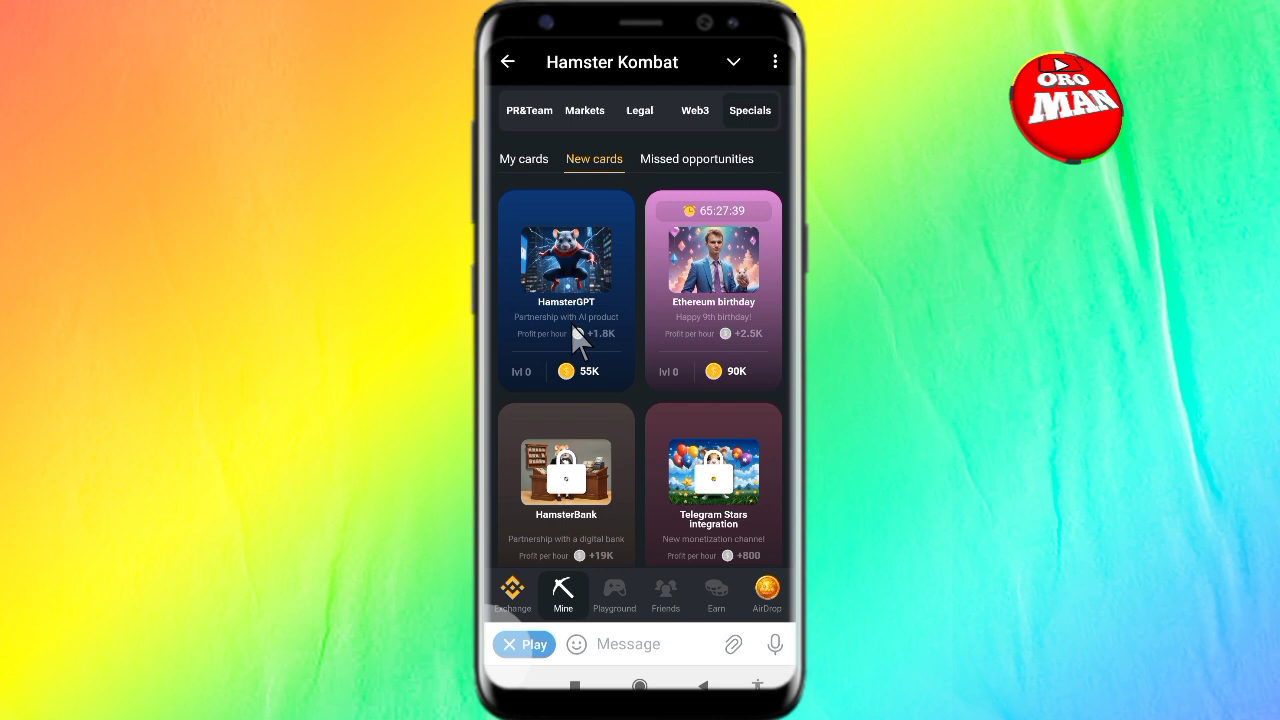 ORO
MAN
Hamster Kombat
PR&Team Markets Legal Web3 Specials
My cards New cards Missed opportunities
65:27:39
HamsterGPT
Partnership with AI product
Profit per hour +1.8K
lvl 0 55K
Ethereum birthday
Happy 9th birthday!
Profit per hour +2.5K
lvl 0 90K
HamsterBank
Partnership with a digital bank
Profit per hour +19K
Telegram Stars
integration
New monetization channel
Profit per hour +800
Exchange Mine Playground Friends Earn AirDrop
Play Message